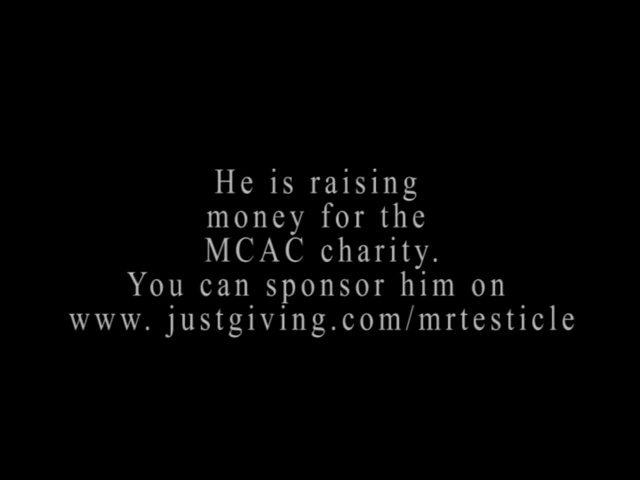 He is raising
money for the
MCAC charity.
You can sponsor him on
www. justgiving.com/mrtesticle